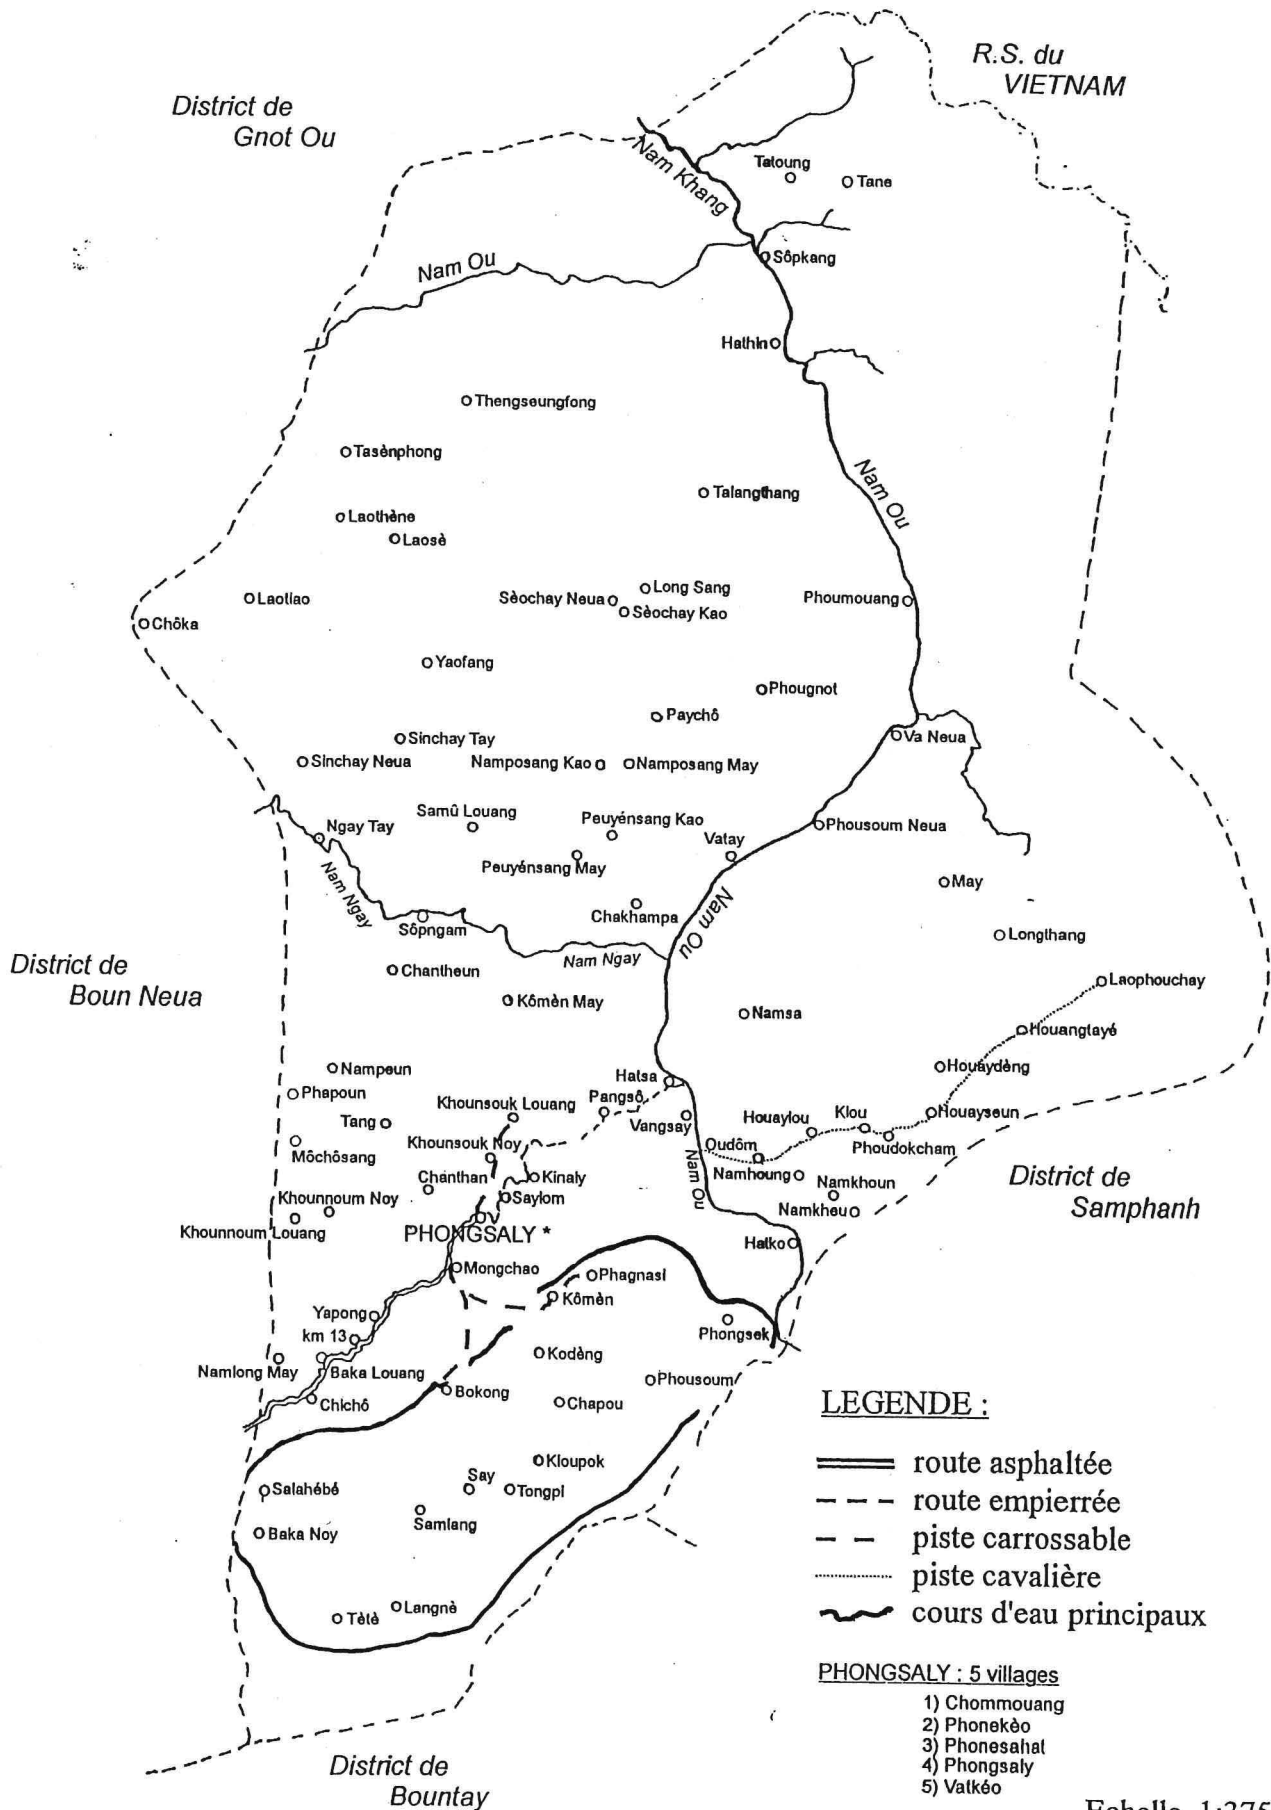 R.S. du
VIETNAM
District de
Gnot Ou
Nam Khang
Tatoung
Tane
Nam Ou
Sôpkang
Hathin
Thengseungfong
Tasènphong
Nam Ou
Talangthang
Laothène
Laosè
Long Sang
Laotiao
Sèochay Neua
Phoumouang
Sèochay Kao
Chôka
Yaofang
Phougnot
Paychô
Sinchay Tay
Va Neua
Sinchay Neua
Namposang Kao
Namposang May
Samû Louang
Peuyénsang Kao
Phousoum Neua
Ngay Tay
Vatay
Peuyénsang May
May
Nam Ngay
Chakhampa
Nam Ou
Sôpngam
Longthang
Nam Ngay
District de
Boun Neua
Chantheun
Laophouchay
Kômèn May
Namsa
Houangtayé
Nampeun
Houaydèng
Hatsa
Phapoun
Pangsô
Khounsouk Louang
Tang
Vangsay
Houaylou
Klou
Houayseun
Khounsouk Noy
Oudôm
Phoudokcham
Môchôsang
Chanthan
Kinaly
Nam Ou
Namhoung
Namkhoun
District de
Samphanh
Khounnoum Noy
Saylom
Namkheu
Khounnoum Louang
PHONGSALY *
Hatko
Mongchao
Phagnasi
Kômèn
Yapong
km 13
Phongsek
Namlong May
Baka Louang
Kodèng
Phousoum
Bokong
Chichô
Chapou
LEGENDE :
Kloupok
route asphaltée
Salahébé
Say
Tongpi
route empierrée
Samlang
Baka Noy
piste carrossable
piste cavalière
Tètè
Langnè
cours d'eau principaux
PHONGSALY : 5 villages
1) Chommouang
2) Phonekèo
3) Phonesahat
4) Phongsaly
5) Vatkéo
District de
Bountay